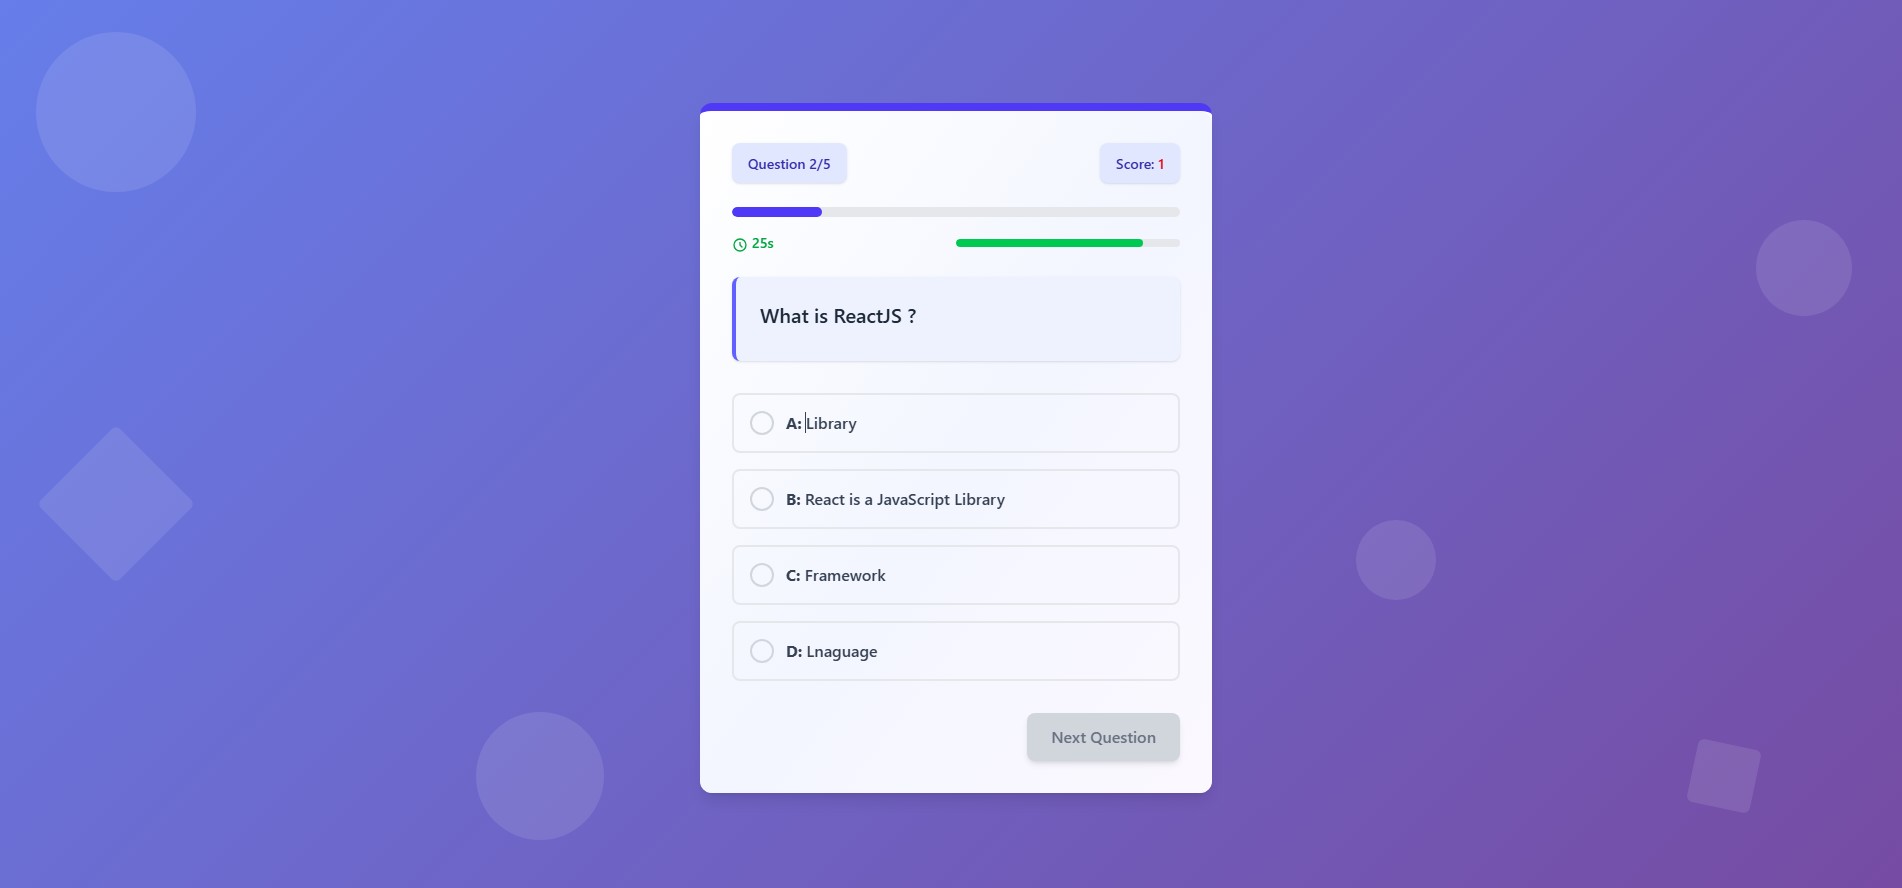 Question 2/5
Score: 1
25s
What is ReactJS ?
A: Library
B: React is a JavaScript Library
C: Framework
D: Lnaguage
Next Question